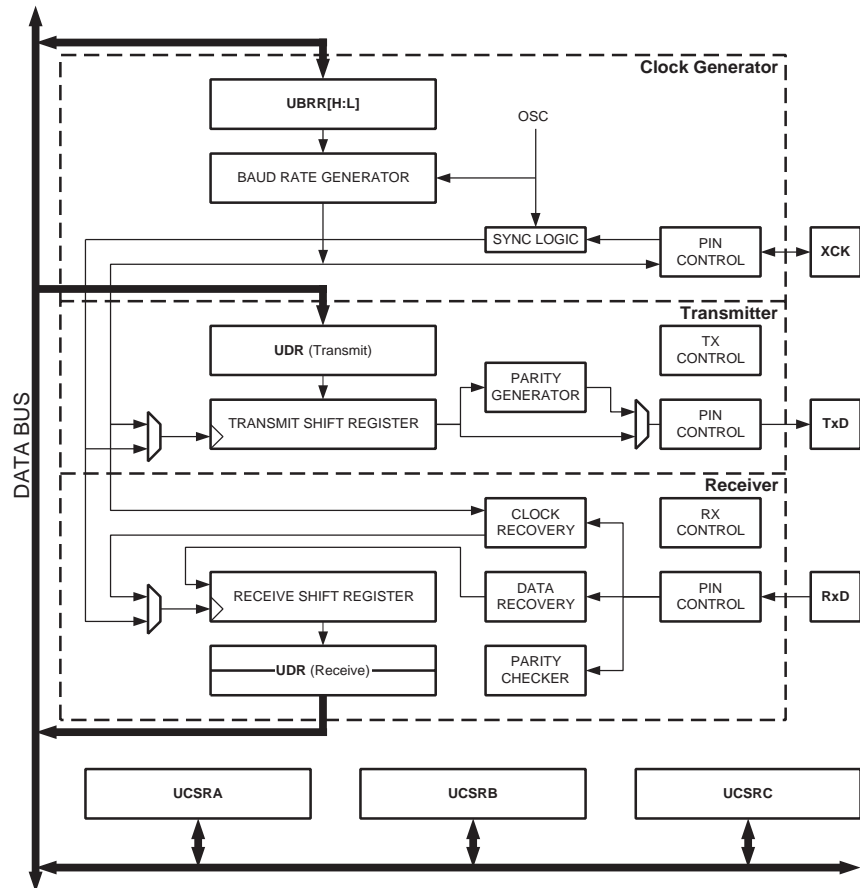 Clock Generator
UBRR[H:L]
OSC
BAUD RATE GENERATOR
SYNC LOGIC
PIN
CONTROL
XCK
Transmitter
UDR (Transmit)
TX
CONTROL
PARITY
GENERATOR
TRANSMIT SHIFT REGISTER
PIN
CONTROL
TxD
DATA BUS
Receiver
CLOCK
RECOVERY
RX
CONTROL
RECEIVE SHIFT REGISTER
DATA
RECOVERY
PIN
CONTROL
RxD
UDR (Receive)
PARITY
CHECKER
UCSRA
UCSRB
UCSRC